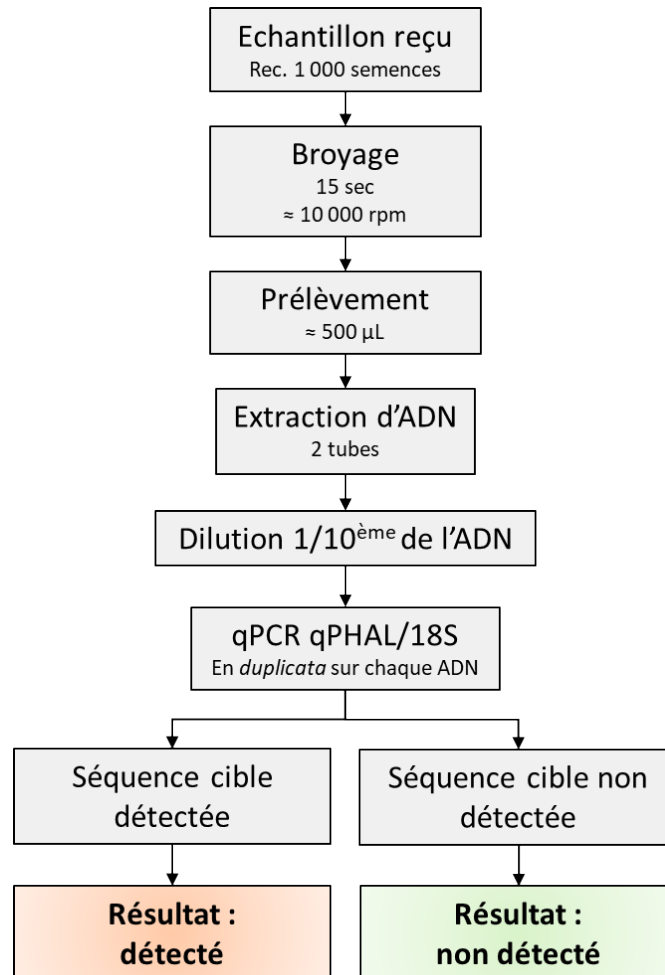 Echantillon reçu
Rec. 1 000 semences
Broyage
15 sec
≈ 10 000 rpm
Prélèvement
≈ 500 µL
Extraction d’ADN
2 tubes
Dilution 1/10ème de l’ADN
qPCR qPHAL/18S
En duplicata sur chaque ADN
Séquence cible
détectée
Séquence cible non
détectée
Résultat :
détecté
Résultat :
non détecté